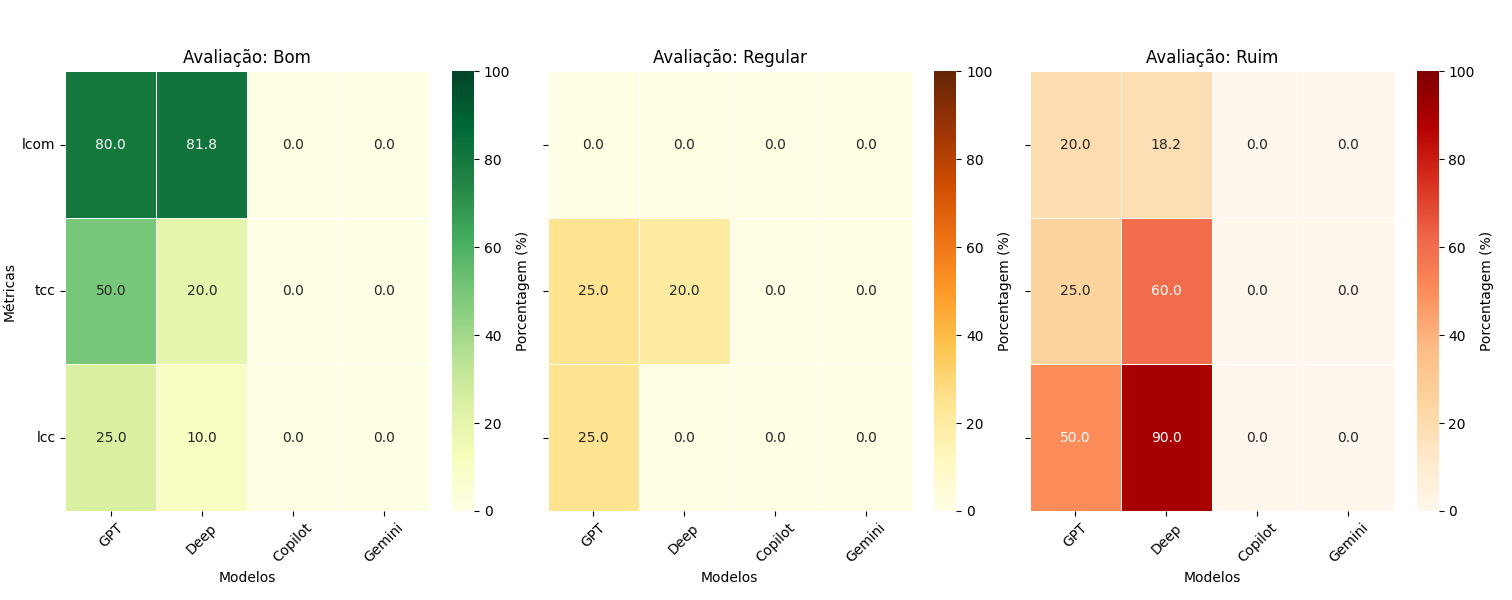 Avaliação: Bom
Métricas
lcom
tcc
lcc
80.0 81.8 0.0 0.0
50.0 20.0 0.0 0.0
25.0 10.0 0.0 0.0
GPT Deep Copilot Gemini
Modelos
100
80
60
40
20
0
Porcentagem (%)
Avaliação: Regular
0.0 0.0 0.0 0.0
25.0 20.0 0.0 0.0
25.0 0.0 0.0 0.0
GPT Deep Copilot Gemini
Modelos
100
80
60
40
20
0
Porcentagem (%)
Avaliação: Ruim
20.0 18.2 0.0 0.0
25.0 60.0 0.0 0.0
50.0 90.0 0.0 0.0
GPT Deep Copilot Gemini
Modelos
100
80
60
40
20
0
Porcentagem (%)